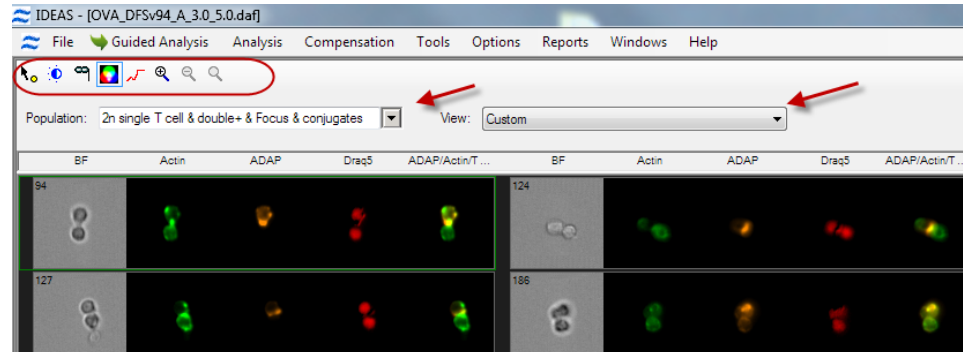 IDEAS - [OVA_DFSv94_A_3.0_5.0.daf]
File Guided Analysis Analysis Compensation Tools Options Reports Windows Help
Population: 2n single T cell & double+ & Focus & conjugates View: Custom
BF Actin ADAP Draq5 ADAP/Actin/T ... BF Actin ADAP Draq5 ADAP/Actin/T ...
94 124
127 186